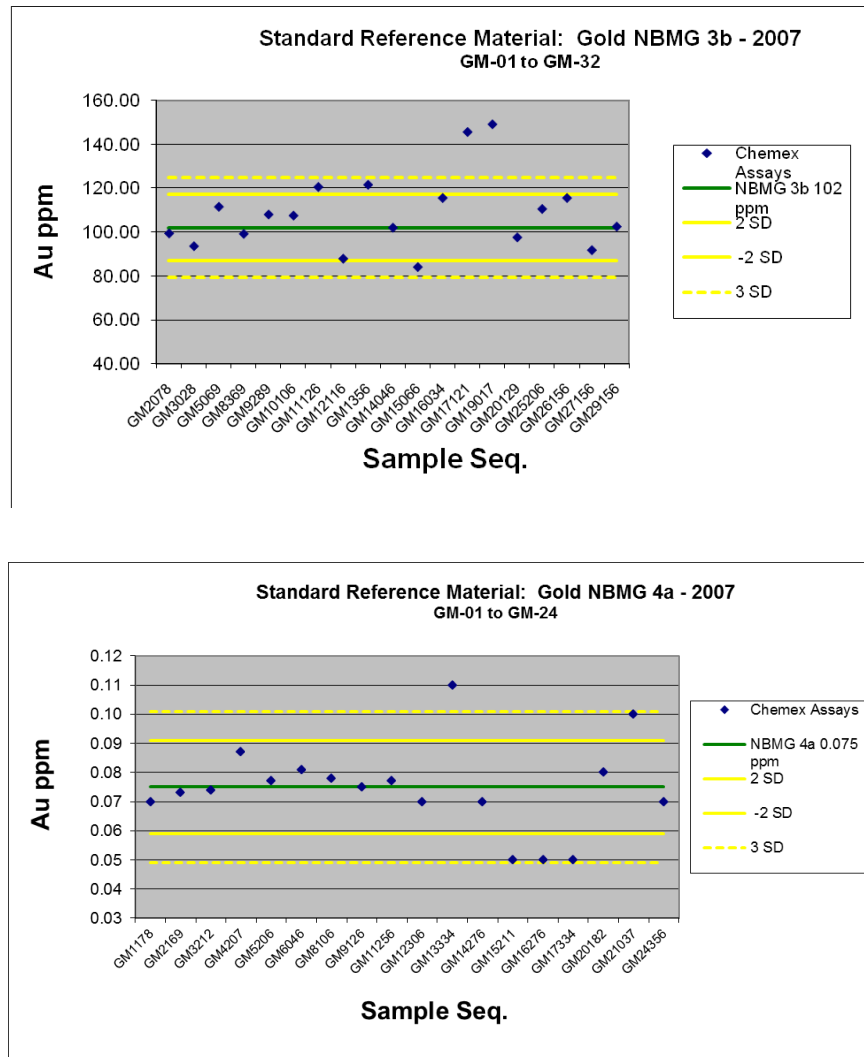 Standard Reference Material:  Gold NBMG 3b - 2007
GM-01 to GM-32
160.00
140.00
120.00
100.00
80.00
60.00
40.00
Au ppm
GM2078
GM3028
GM5069
GM8369
GM9289
GM10106
GM11126
GM12116
GM1356
GM14046
GM15066
GM16034
GM17121
GM19017
GM20129
GM25206
GM26156
GM27156
GM29156
Sample Seq.
Chemex
Assays
NBMG 3b 102
ppm
2 SD
-2 SD
3 SD
Standard Reference Material:  Gold NBMG 4a - 2007
GM-01 to GM-24
0.12
0.11
0.10
0.09
0.08
0.07
0.06
0.05
0.04
0.03
Au ppm
GM1178
GM2169
GM3212
GM4207
GM5206
GM6046
GM8106
GM9126
GM11256
GM12306
GM13334
GM14276
GM15211
GM16276
GM17334
GM20182
GM21037
GM24356
Sample Seq.
Chemex Assays
NBMG 4a 0.075
ppm
2 SD
-2 SD
3 SD